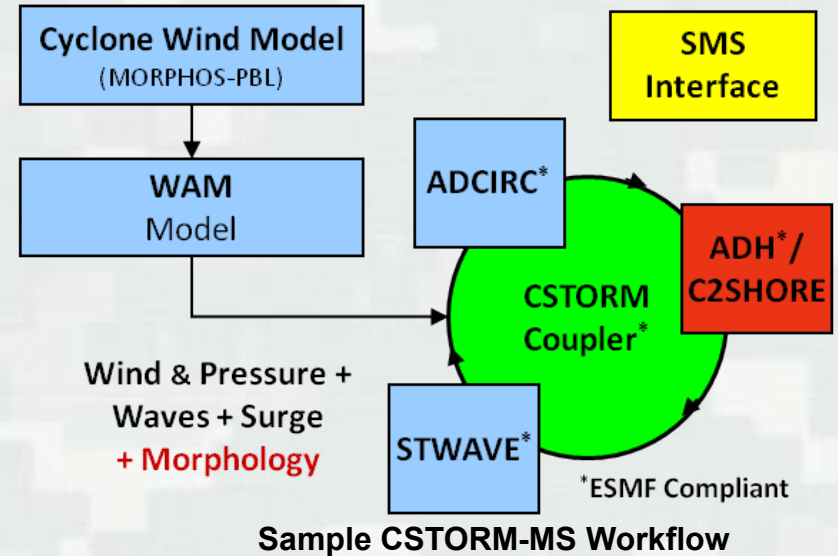 Cyclone Wind Model
(MORPHOS-PBL)
SMS
Interface
WAM
Model
ADCIRC*
ADH*/
C2SHORE
CSTORM
Coupler*
Wind & Pressure +
Waves + Surge
+ Morphology
STWAVE*
*ESMF Compliant
Sample CSTORM-MS Workflow